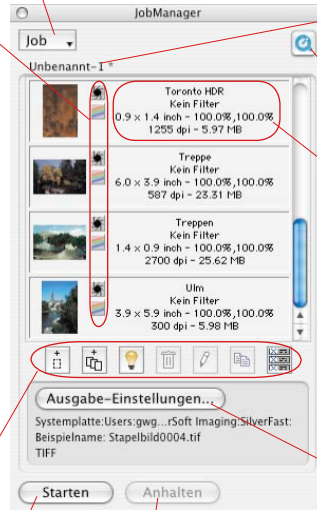 JobManager
Job
Unbenannt-1 *
Toronto HDR
Kein Filter
0.9 x 1.4 inch - 100.0%,100.0%
1255 dpi - 5.97 MB
Treppe
Kein Filter
6.0 x 3.9 inch - 100.0%,100.0%
587 dpi - 23.31 MB
Treppen
Kein Filter
1.4 x 0.9 inch - 100.0%,100.0%
2700 dpi - 25.62 MB
Ulm
Kein Filter
3.9 x 5.9 inch - 100.0%,100.0%
300 dpi - 5.98 MB
Ausgabe-Einstellungen...
Systemplatte:Users:gwg...rSoft Imaging:SilverFast:
Beispielname: Stapelbild0004.tif
TIFF
Starten
Anhalten